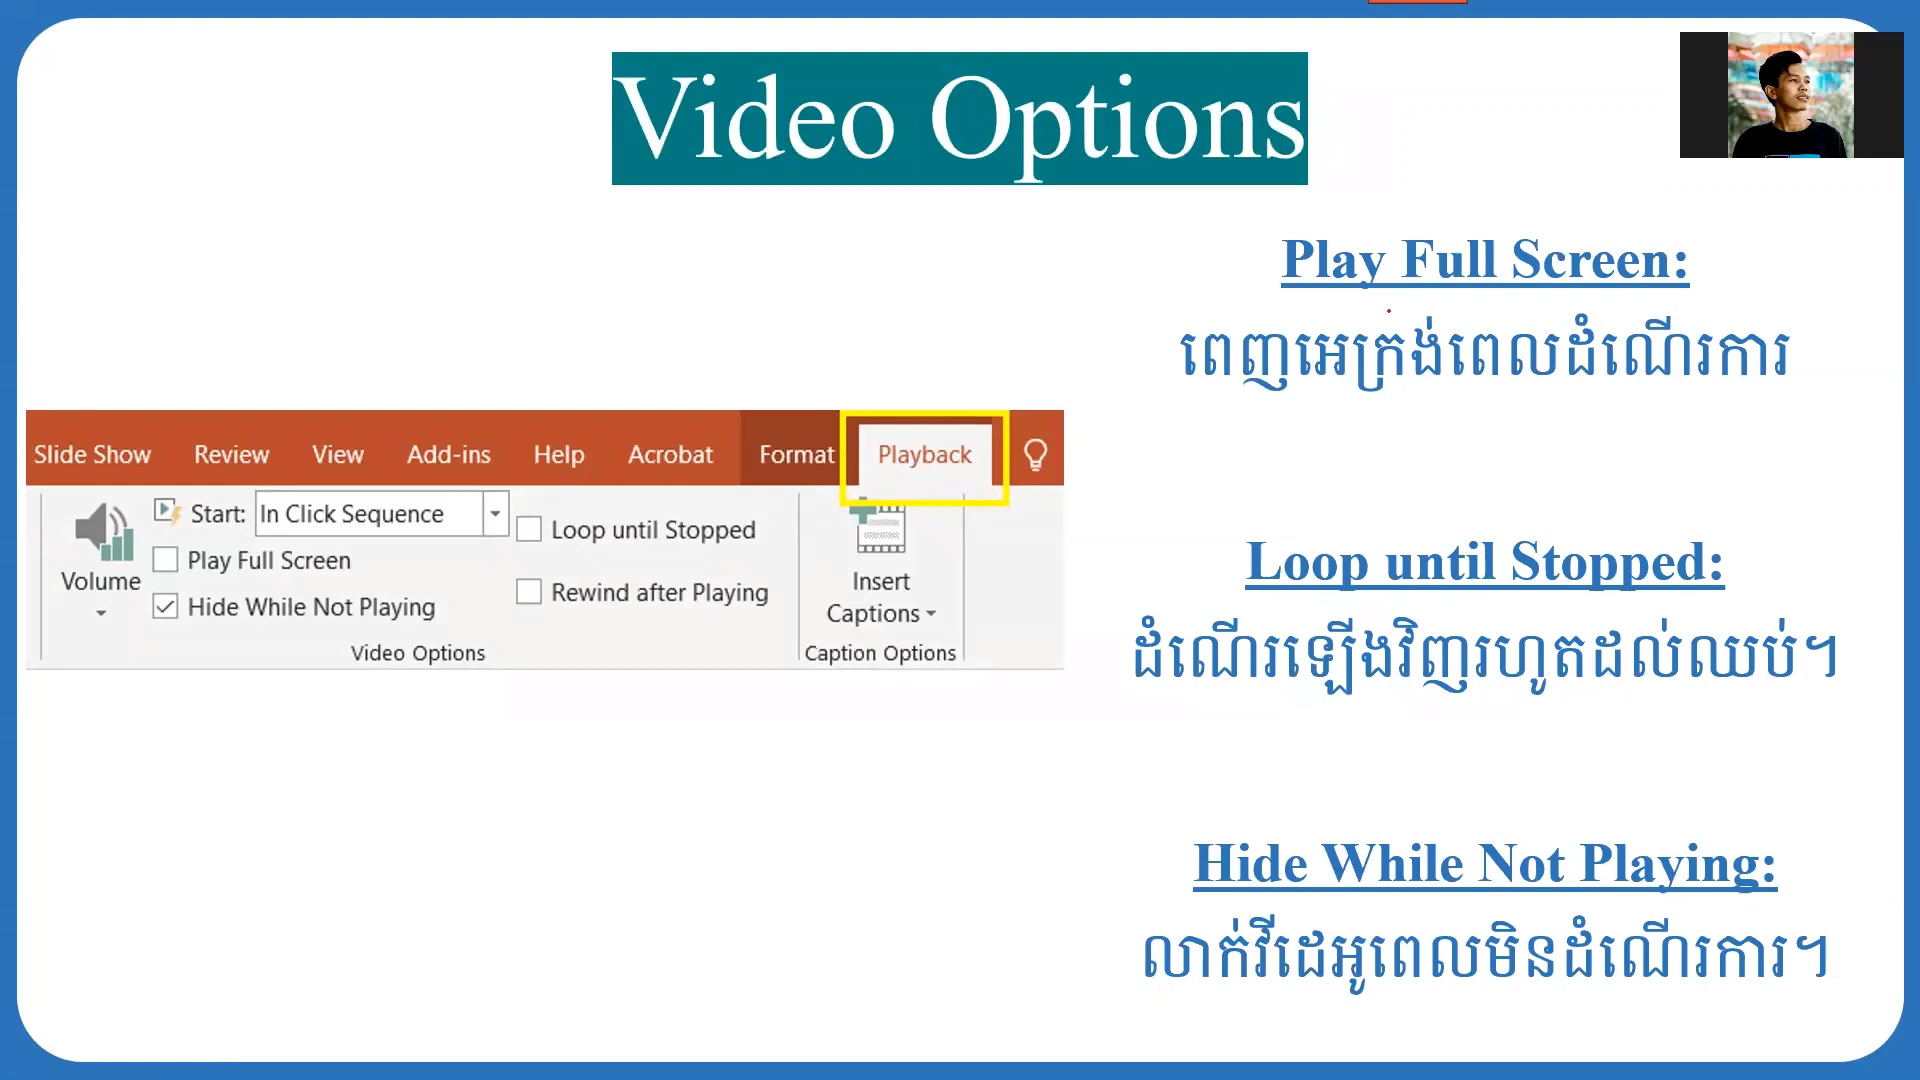 Video Options
Play Full Screen:
ពេញអេក្រង់ពេលដំណើរការ
Slide Show Review View Add-ins Help Acrobat Format Playback
Start: In Click Sequence
Loop until Stopped
Play Full Screen
Volume
Hide While Not Playing
Rewind after Playing
Video Options
Insert
Captions
Caption Options
Loop until Stopped:
ដំណើរឡើងវិញរហូតដល់ឈប់។
Hide While Not Playing:
លាក់វីដេអូពេលមិនដំណើរការ។